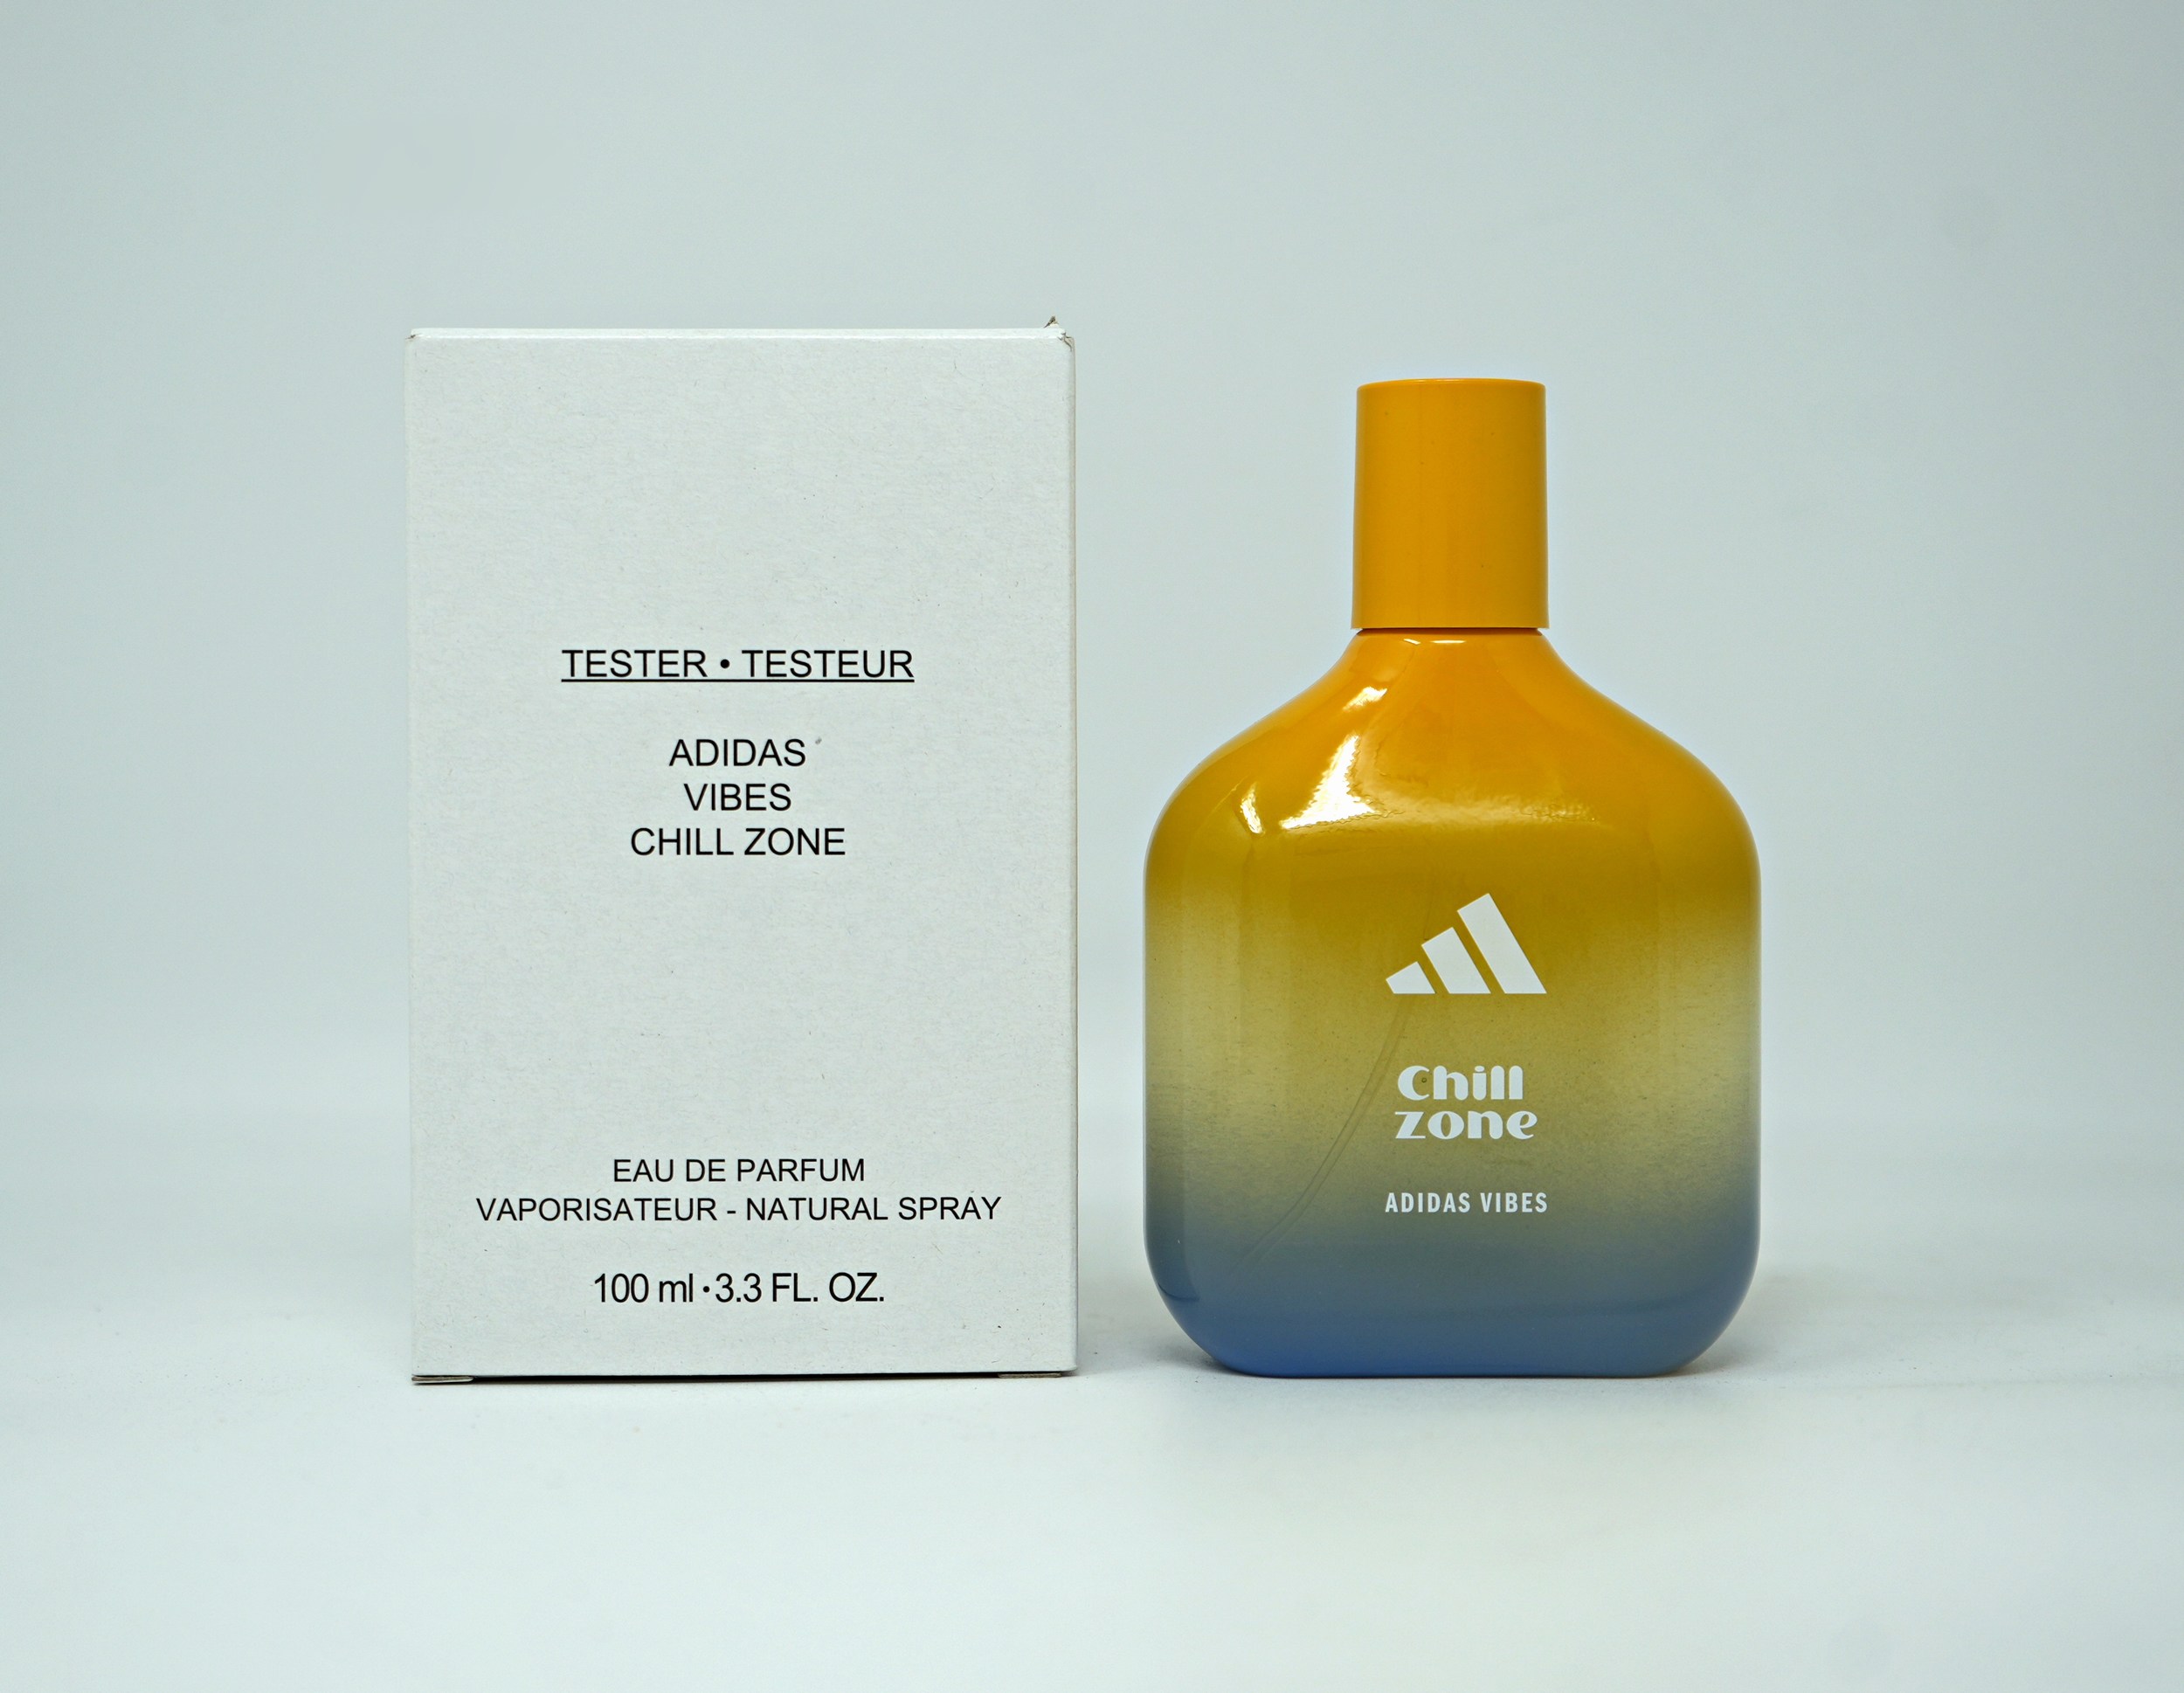 TESTER • TESTEUR
ADIDAS
VIBES
CHILL ZONE
EAU DE PARFUM
VAPORISATEUR - NATURAL SPRAY
100 ml • 3.3 FL. OZ.
Chill
zone
ADIDAS VIBES